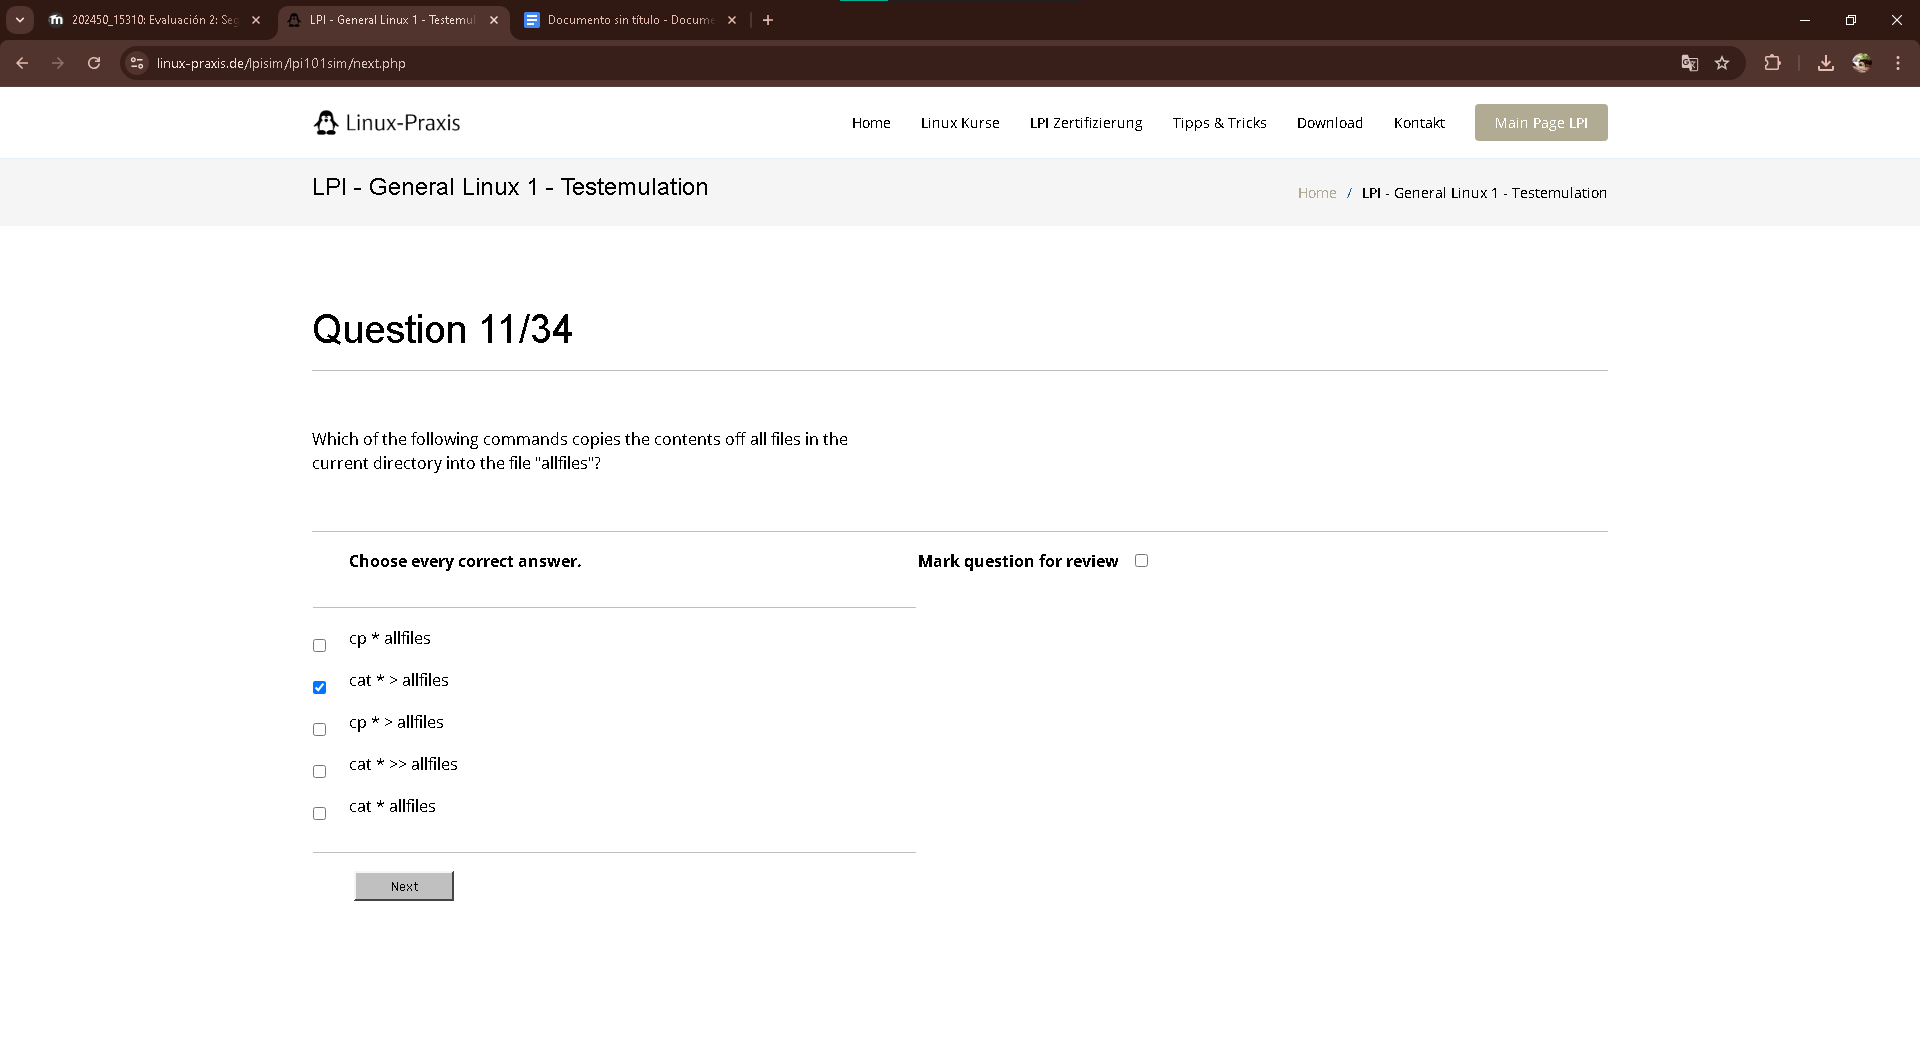 202450_15310: Evaluación 2: Seg
LPI - General Linux 1 - Testemul
Documento sin título - Docume
linux-praxis.de/lpisim/lpi101sim/next.php
Linux-Praxis
Home
Linux Kurse
LPI Zertifizierung
Tipps & Tricks
Download
Kontakt
Main Page LPI
LPI - General Linux 1 - Testemulation
Home / LPI - General Linux 1 - Testemulation
Question 11/34
Which of the following commands copies the contents off all files in the
current directory into the file "allfiles"?
Choose every correct answer.
Mark question for review
cp * allfiles
cat * > allfiles
cp * > allfiles
cat * >> allfiles
cat * allfiles
Next